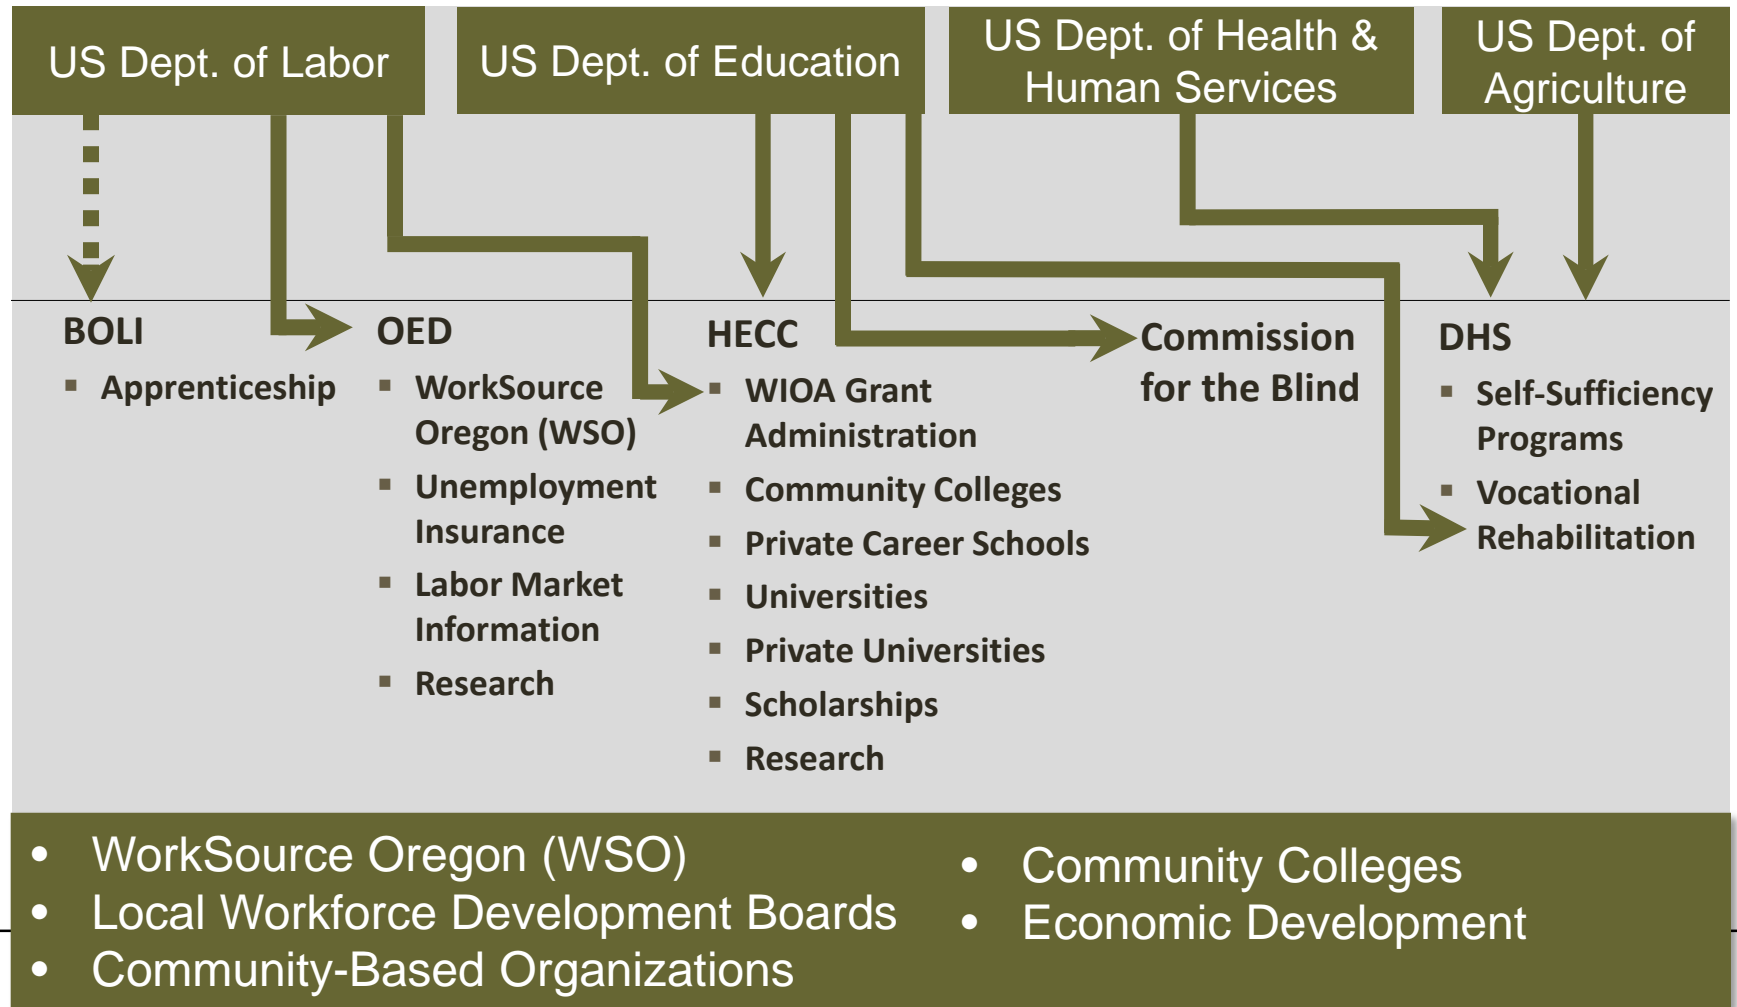 US Dept. of Labor
US Dept. of Education
US Dept. of Health &
Human Services
US Dept. of
Agriculture
BOLI
▪ Apprenticeship
OED
▪ WorkSource
Oregon (WSO)
▪ Unemployment
Insurance
▪ Labor Market
Information
▪ Research
HECC
▪ WIOA Grant
Administration
▪ Community Colleges
▪ Private Career Schools
▪ Universities
▪ Private Universities
▪ Scholarships
▪ Research
Commission
for the Blind
DHS
▪ Self-Sufficiency
Programs
▪ Vocational
Rehabilitation
• WorkSource Oregon (WSO)
• Local Workforce Development Boards
• Community-Based Organizations
• Community Colleges
• Economic Development